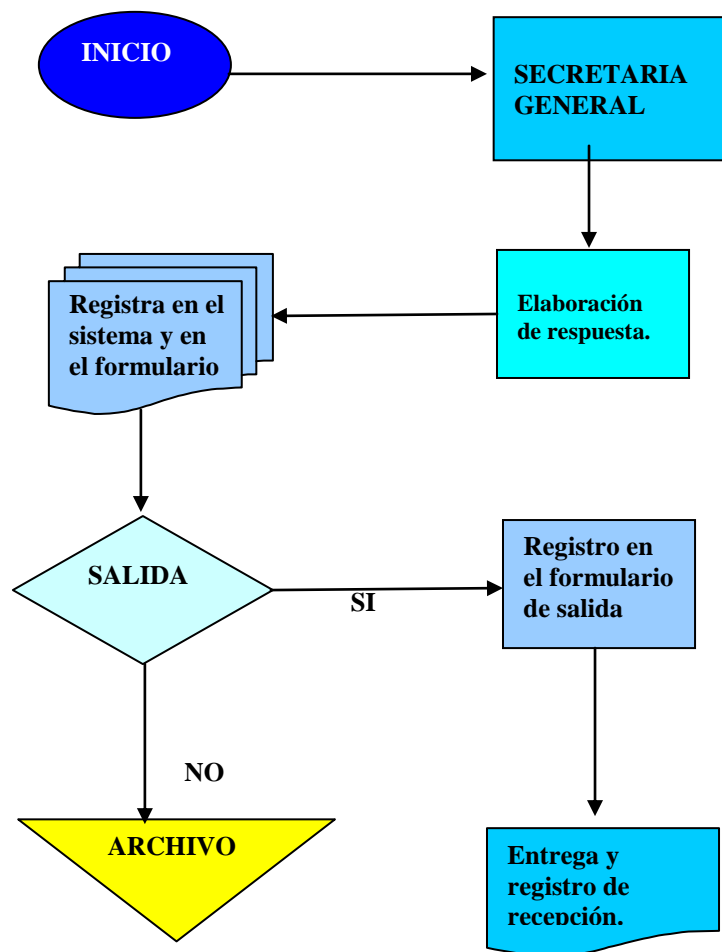 INICIO
SECRETARIA
GENERAL
Elaboración
de respuesta.
Registra en el
sistema y en
el formulario
SALIDA
SI
Registro en
el formulario
de salida
NO
ARCHIVO
Entrega y
registro de
recepción.